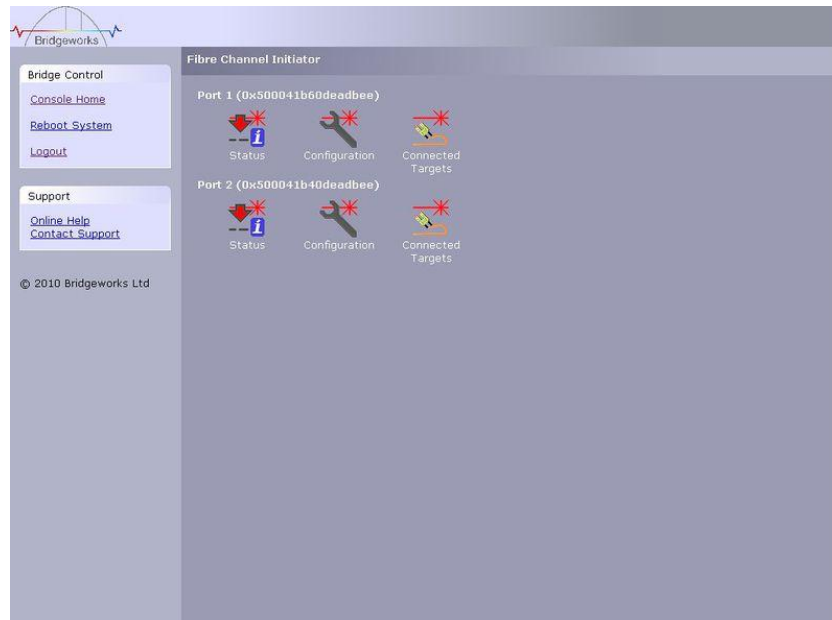 Bridgeworks
Fibre Channel Initiator
Bridge Control
Console Home
Reboot System
Logout
Support
Online Help
Contact Support
© 2010 Bridgeworks Ltd
Port 1 (0x500041b60deadbee)
Status
Configuration
Connected
Targets
Port 2 (0x500041b40deadbee)
Status
Configuration
Connected
Targets